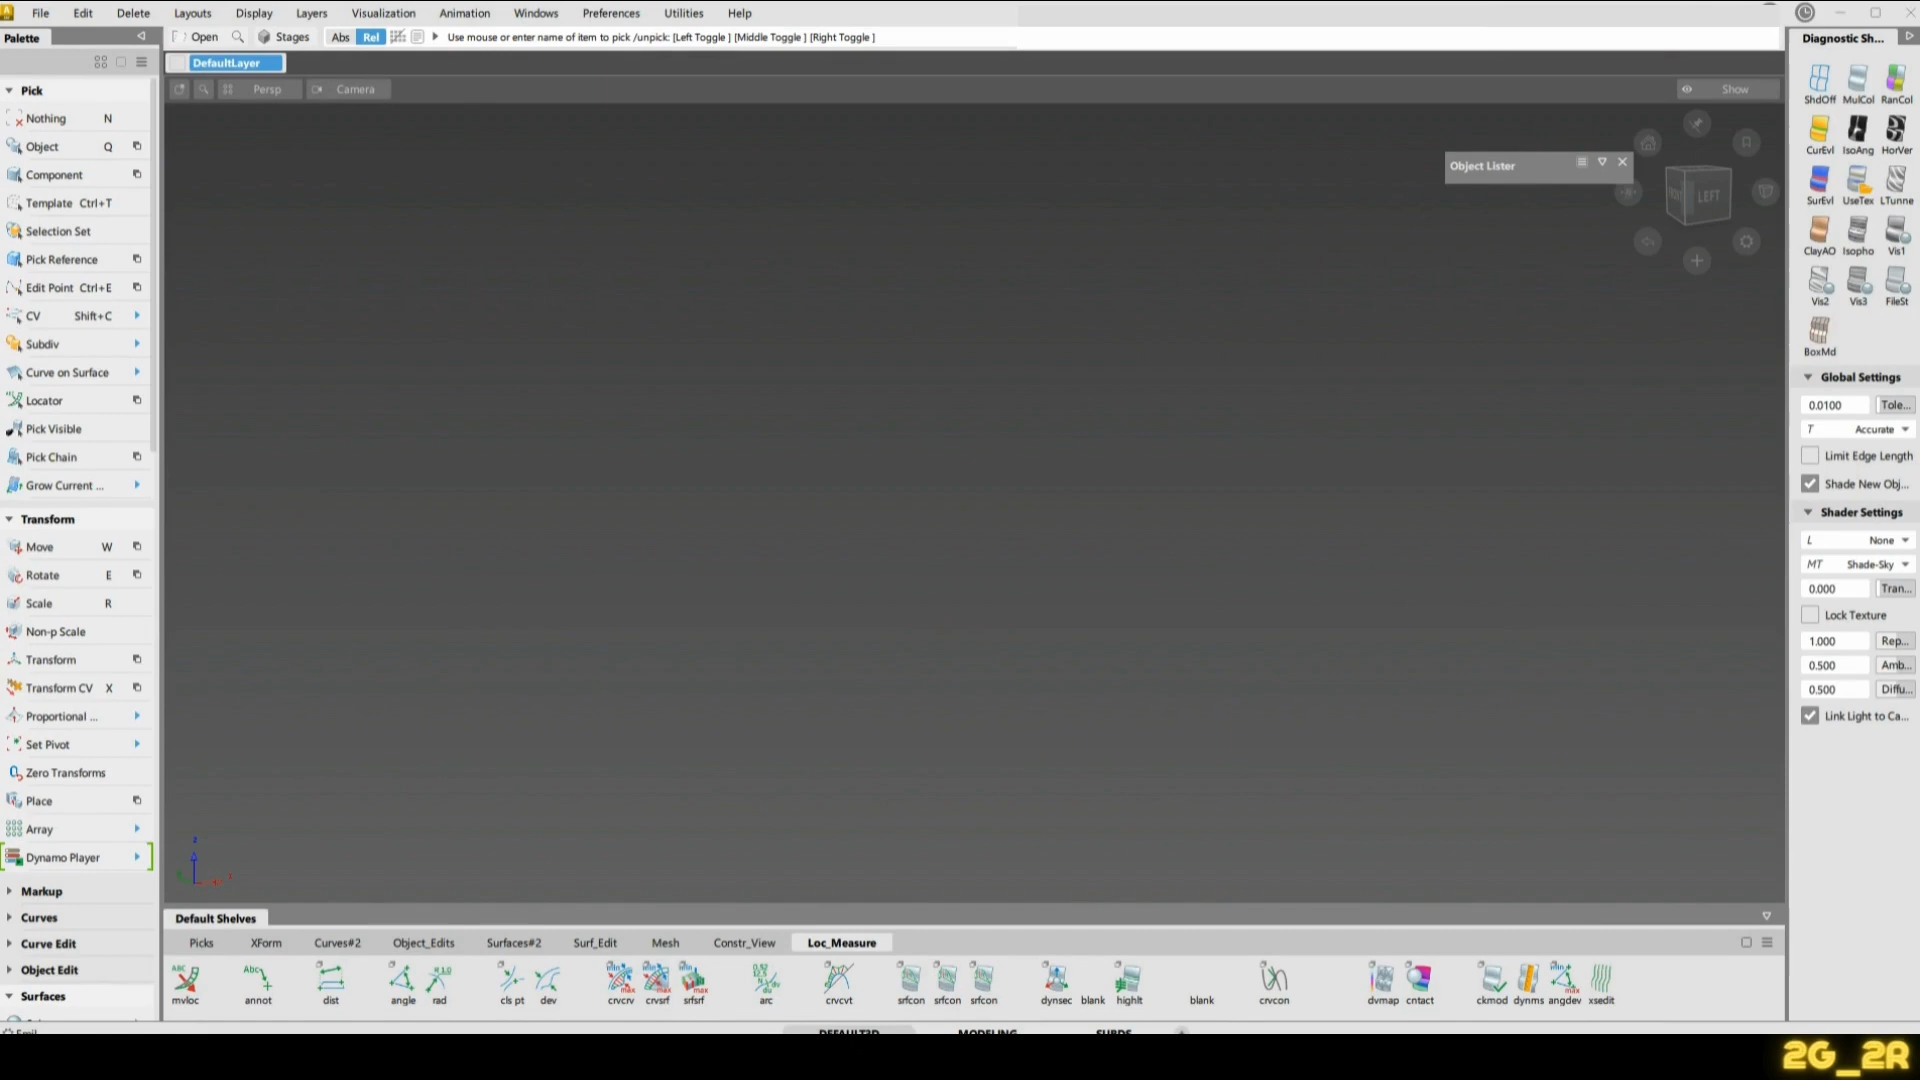 File Edit Delete Layouts Display Layers Visualization Animation Windows Preferences Utilities Help
Palette
Open Stages Abs Rel Use mouse or enter name of item to pick /unpick: [Left Toggle ] [Middle Toggle ] [Right Toggle ]
Diagnostic Sh...
DefaultLayer
Persp Camera Show
Pick
Nothing N
Object Q
Component
Template Ctrl+T
Selection Set
Pick Reference
Edit Point Ctrl+E
CV Shift+C
Subdiv
Curve on Surface
Locator
Pick Visible
Pick Chain
Grow Current ...
Transform
Move W
Rotate E
Scale R
Non-p Scale
Transform
Transform CV X
Proportional ...
Set Pivot
Zero Transforms
Place
Array
Dynamo Player
Markup
Curves
Curve Edit
Object Edit
Surfaces
Object Lister
LEFT
z
x
ShdOff MulCol RanCol
CurEvl IsoAng HorVer
SurEvl UseTex LTunne
ClayAO Isopho Vis1
Vis2 Vis3 FileSt
BoxMd
Global Settings
0.0100 Tole...
T Accurate
Limit Edge Length
Shade New Obj...
Shader Settings
L None
MT Shade-Sky
0.000 Tran...
Lock Texture
1.000 Rep...
0.500 Amb...
0.500 Diffu...
Link Light to Ca...
Default Shelves
Picks XForm Curves#2 Object_Edits Surfaces#2 Surf_Edit Mesh Constr_View Loc_Measure
mvloc annot dist angle rad cls pt dev crvcrv crvsrf srfsrf arc crvcvt srfcon srfcon srfcon dynsec blank highlt blank crvcon dvmap cntact ckmod dynms angdev xsedit
DEFAULT3D MODELING SUBDS
2G_2R